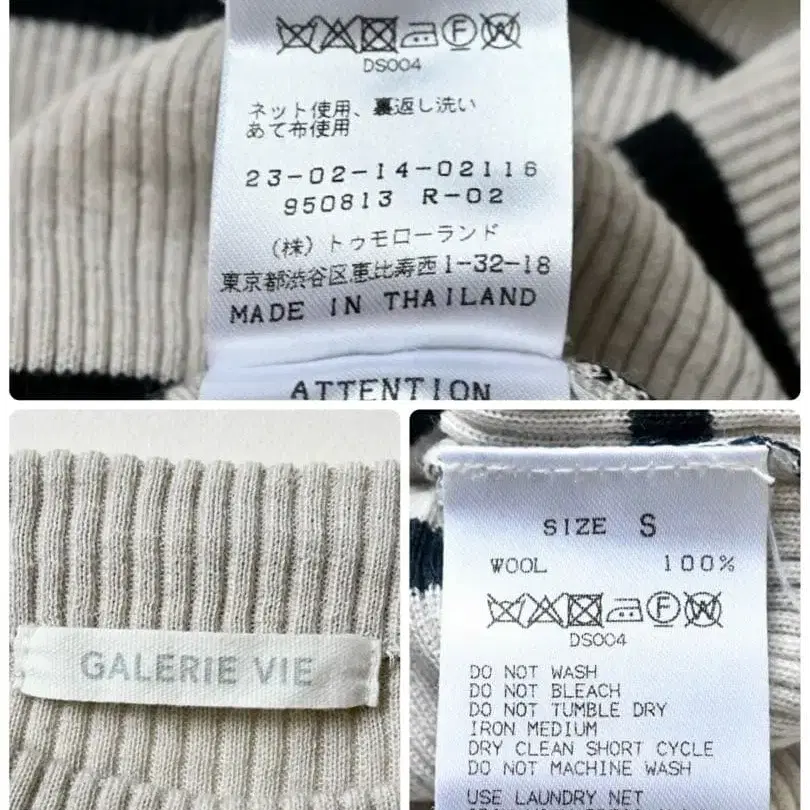 DS004
ネット使用、裏返し洗い
あて布使用
23-02-14-02116
950813 R-02
(株)トゥモローランド
東京都渋谷区恵比寿西1-32-18
MADE IN THAILAND
ATTENTION
GALERIE VIE
SIZE S
WOOL 100%
DS004
DO NOT WASH
DO NOT BLEACH
DO NOT TUMBLE DRY
IRON MEDIUM
DRY CLEAN SHORT CYCLE
DO NOT MACHINE WASH
USE LAUNDRY NET